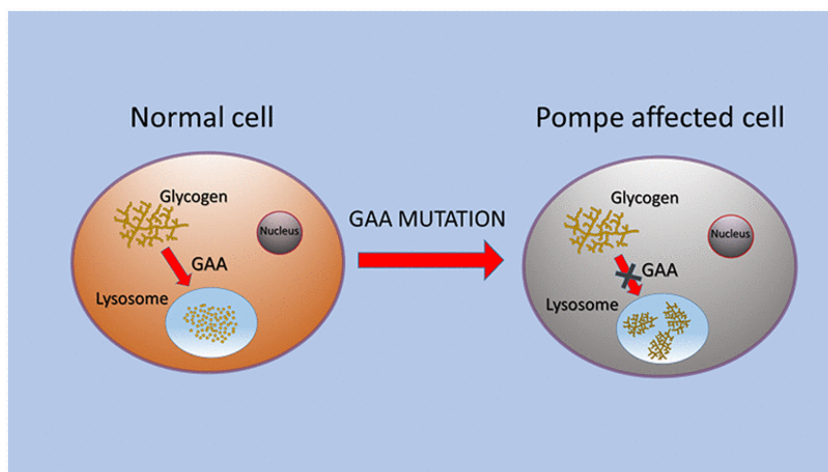 Normal cell
Glycogen
Nucleus
GAA
Lysosome
GAA MUTATION
Pompe affected cell
Glycogen
Nucleus
GAA
Lysosome